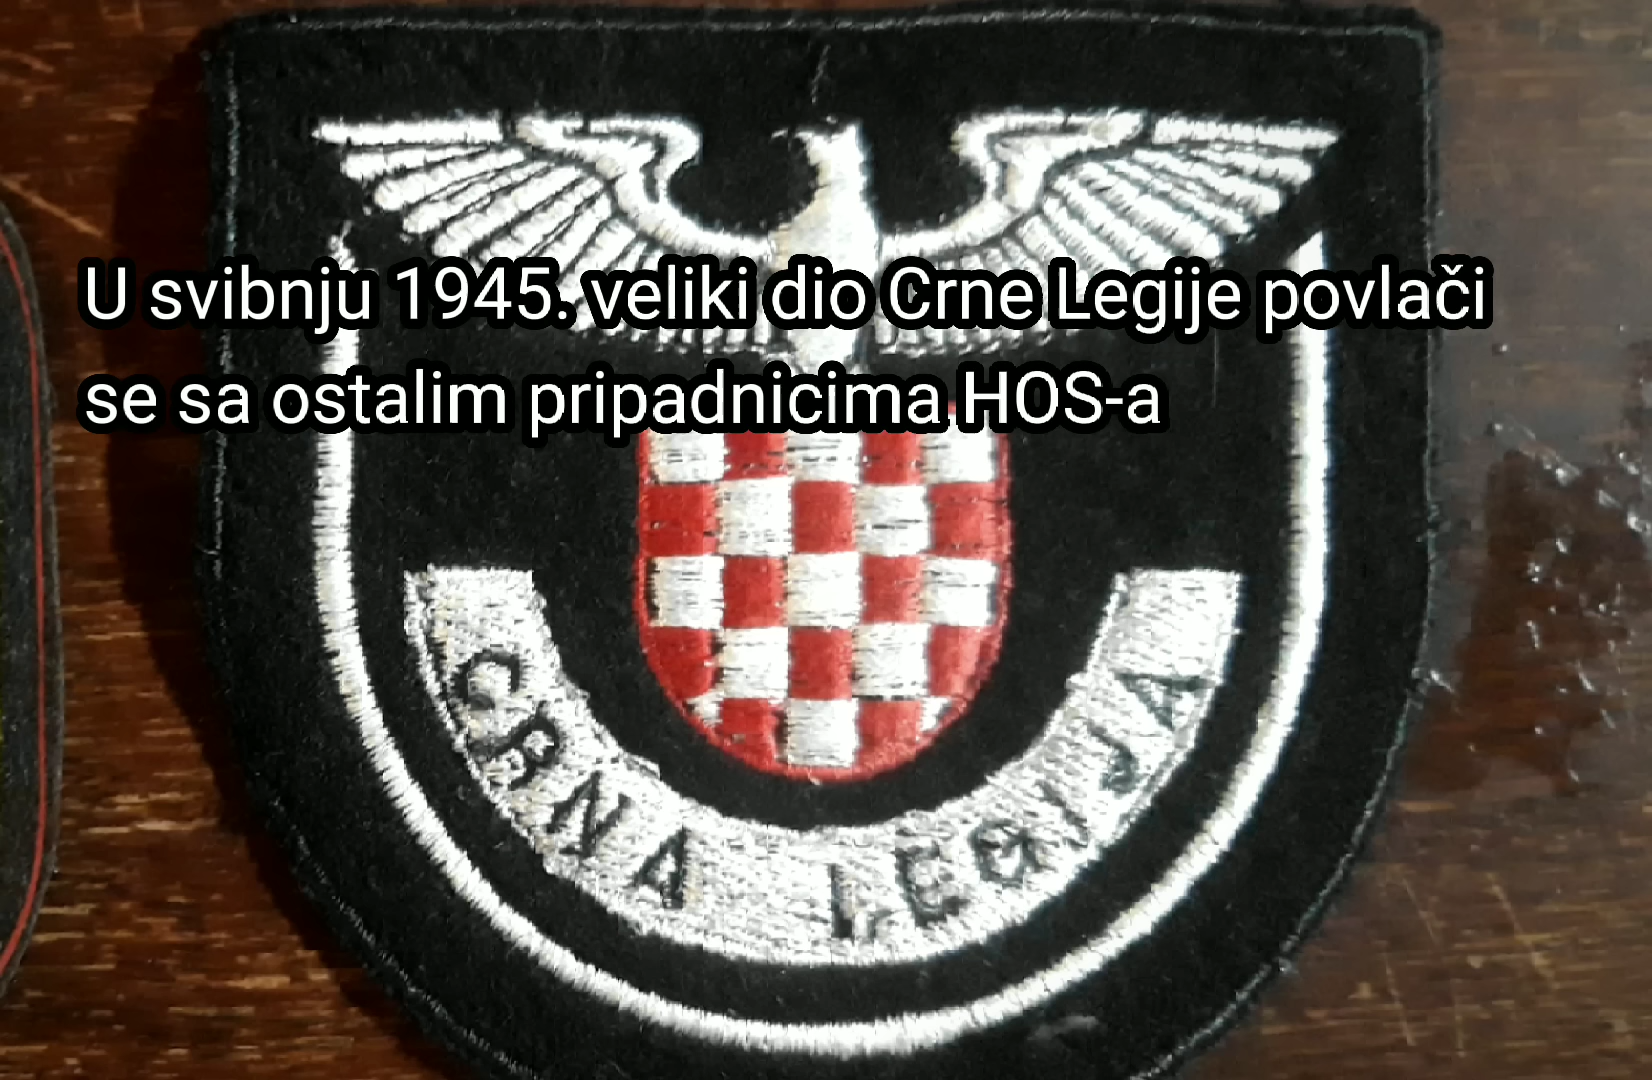 U svibnju 1945. veliki dio Crne Legije povlači
se sa ostalim pripadnicima HOS-a
CRNA LEGIJA